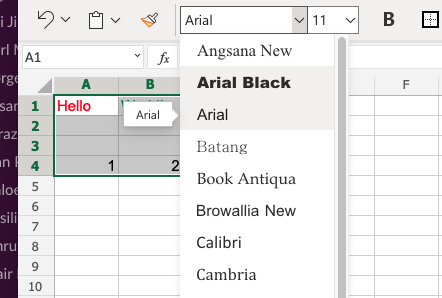 Arial 11 B
A1 fx
A B F
1 Hello
2
3
4 1 2
5
6
7
8
9
10
Arial
Angsana New
Arial Black
Arial
Batang
Book Antiqua
Browallia New
Calibri
Cambria